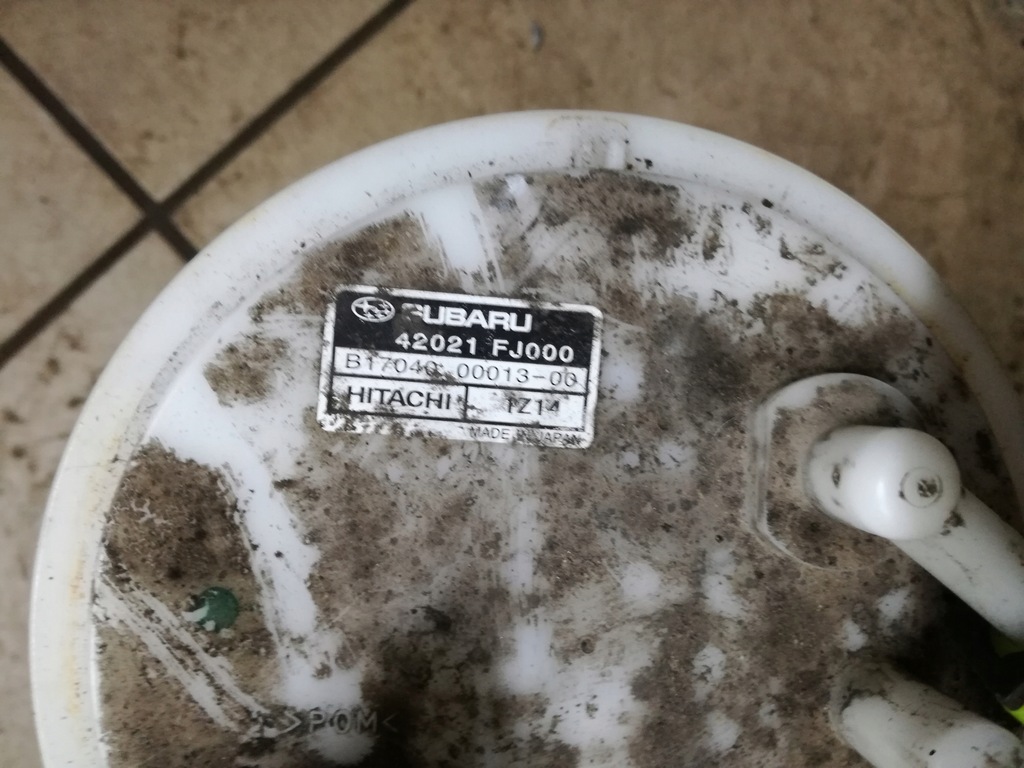 SUBARU
42021 FJ000
B17040 00013-00
HITACHI 1Z14
MADE IN JAPAN
>POM<